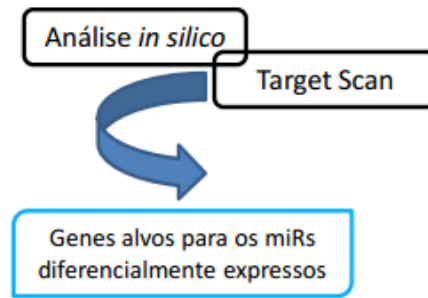 Análise in silico
Target Scan
Genes alvos para os miRs
diferencialmente expressos